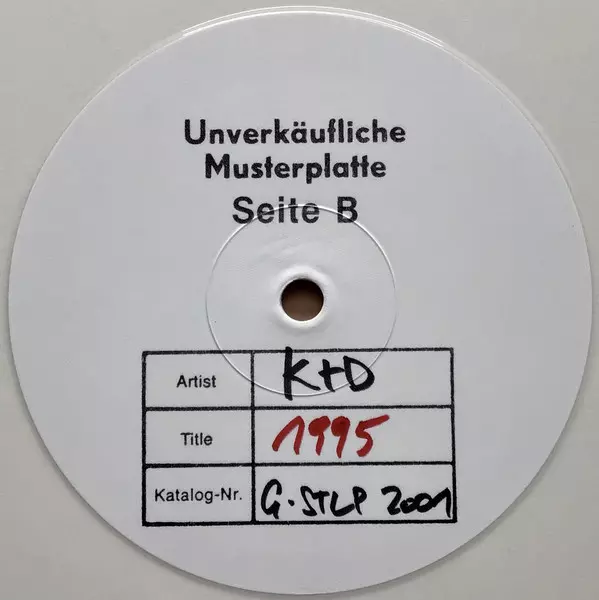 Unverkäufliche
Musterplatte
Seite B
Artist K+D
Title 1995
Katalog-Nr. G-STLP 2001